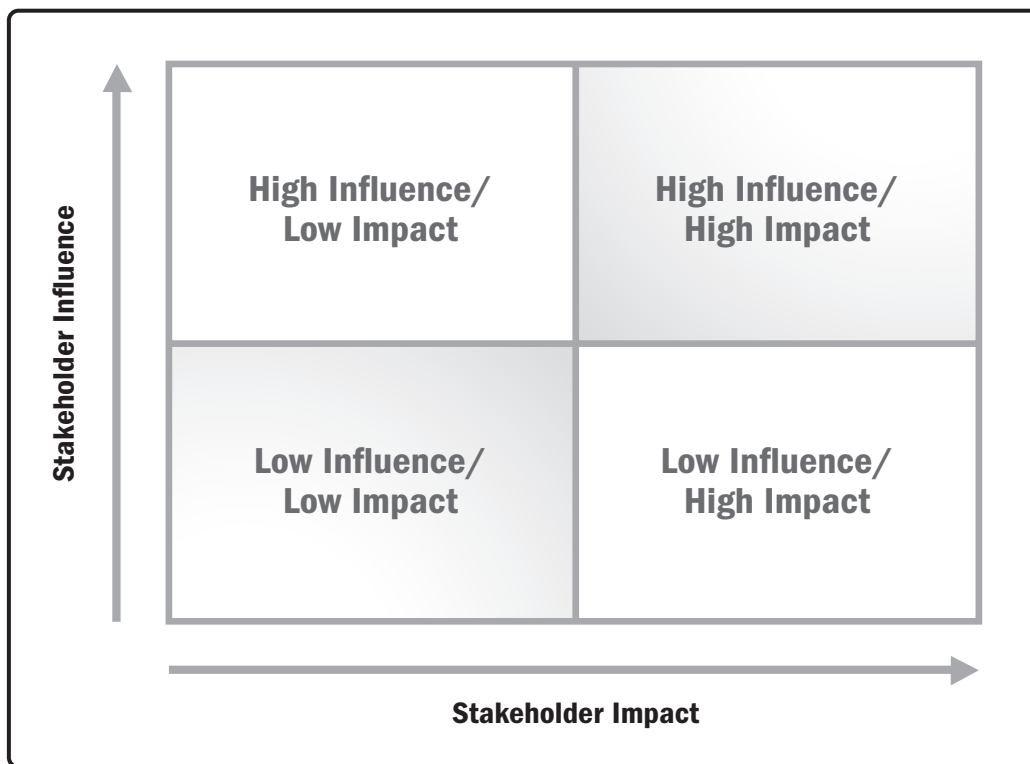 Stakeholder Influence
High Influence/
Low Impact
High Influence/
High Impact
Low Influence/
Low Impact
Low Influence/
High Impact
Stakeholder Impact